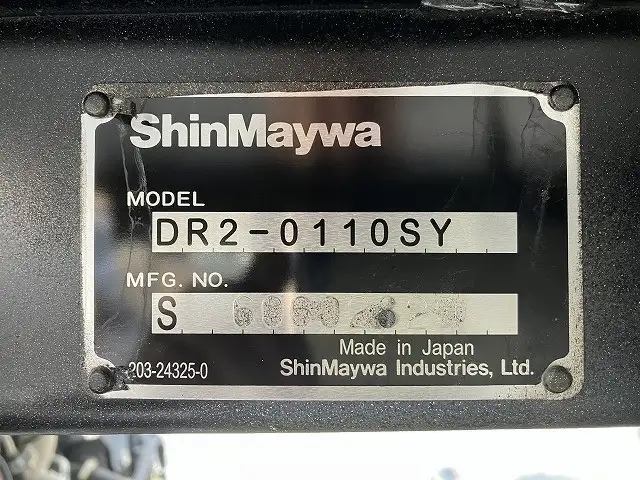 ShinMaywa
MODEL
DR2-0110SY
MFG. NO.
S
Made in Japan
203-24325-0
ShinMaywa Industries, Ltd.